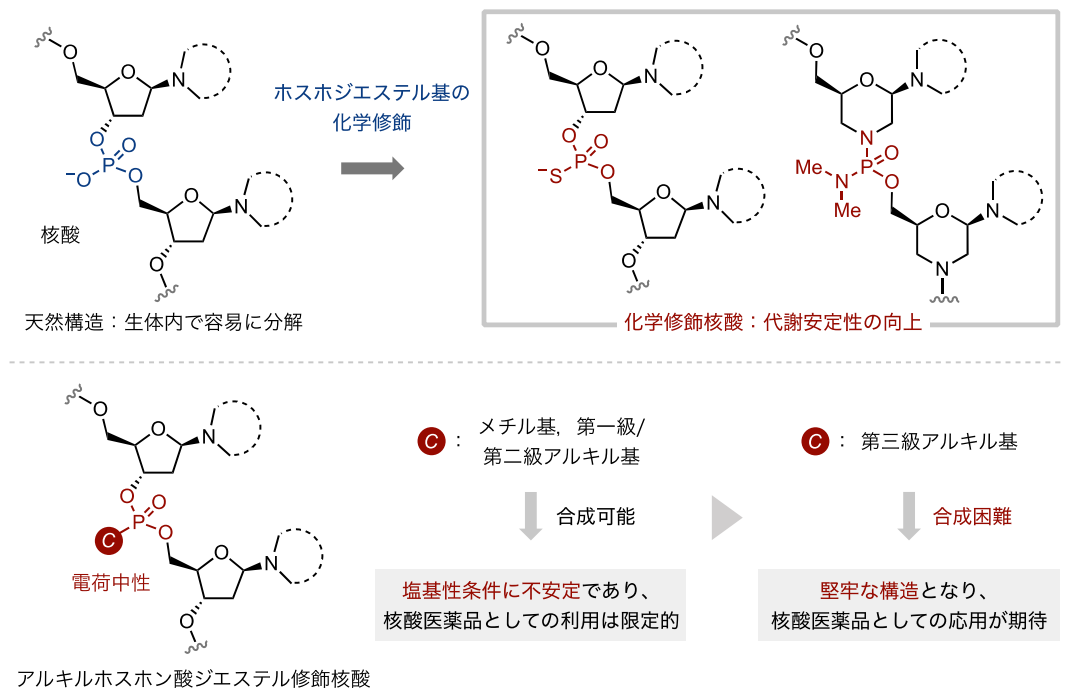 ホスホジエステル基の
化学修飾
O
O
N
O
P
O
⁻O
O
O
N
O
核酸
天然構造：生体内で容易に分解
O
O
N
O
P
O
⁻S
O
O
N
O
O
O
N
N
P
O
Me
N
O
Me
O
N
N
化学修飾核酸：代謝安定性の向上
O
O
N
O
P
O
C
O
電荷中性
O
N
O
アルキルホスホン酸ジエステル修飾核酸
C：メチル基，第一級/
第二級アルキル基
合成可能
塩基性条件に不安定であり、
核酸医薬品としての利用は限定的
C：第三級アルキル基
合成困難
堅牢な構造となり、
核酸医薬品としての応用が期待